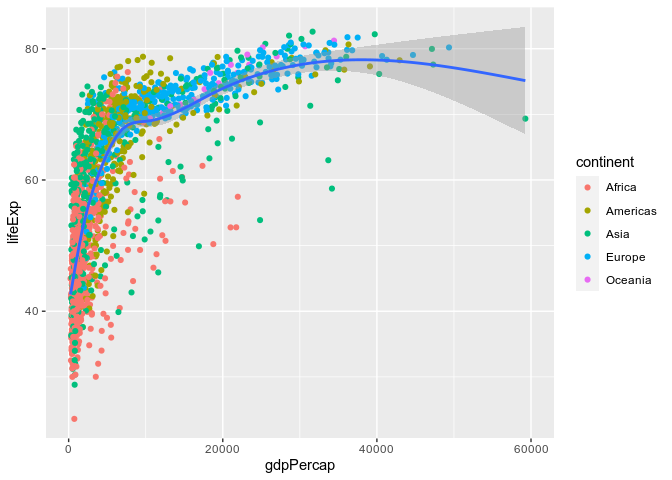 80
60
40
lifeExp
0
20000
40000
60000
gdpPercap
continent
Africa
Americas
Asia
Europe
Oceania